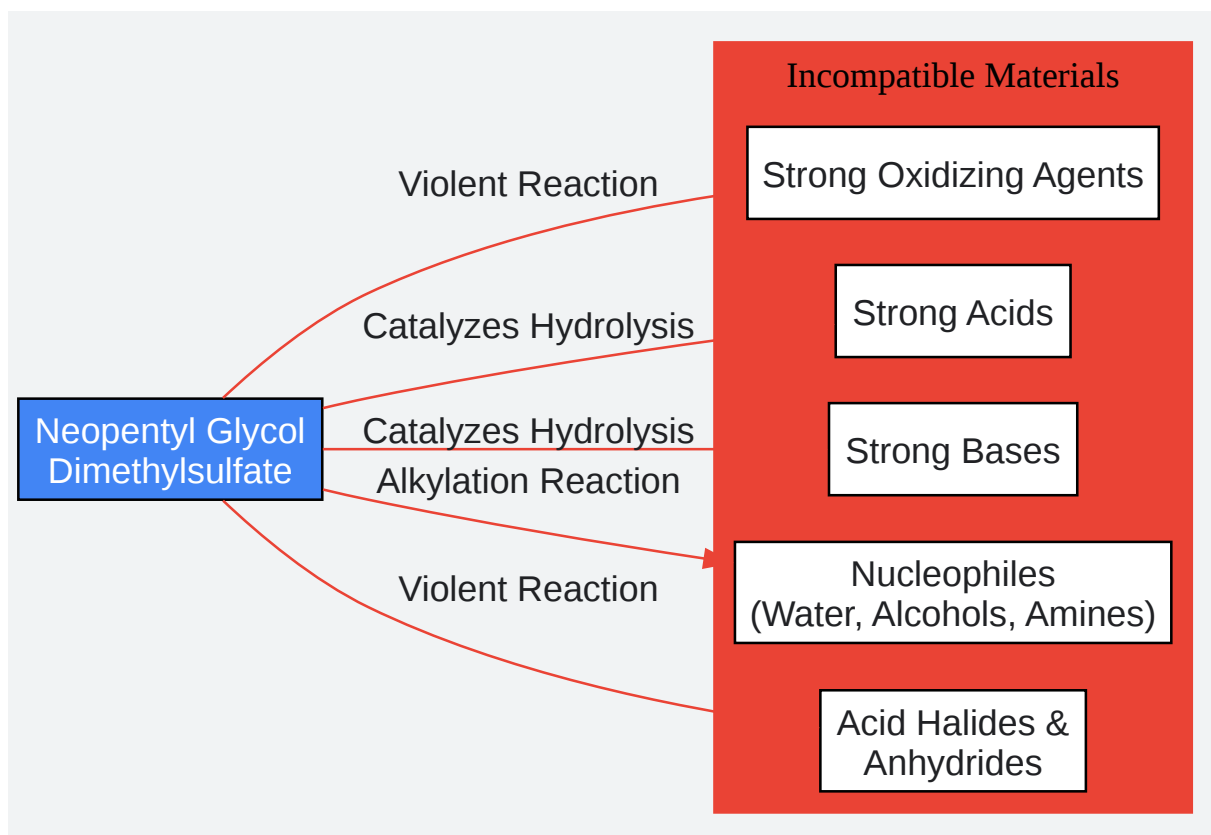 Incompatible Materials
Strong Oxidizing Agents
Violent Reaction
Strong Acids
Catalyzes Hydrolysis
Neopentyl Glycol
Dimethylsulfate
Catalyzes Hydrolysis
Strong Bases
Alkylation Reaction
Nucleophiles
(Water, Alcohols, Amines)
Violent Reaction
Acid Halides &
Anhydrides